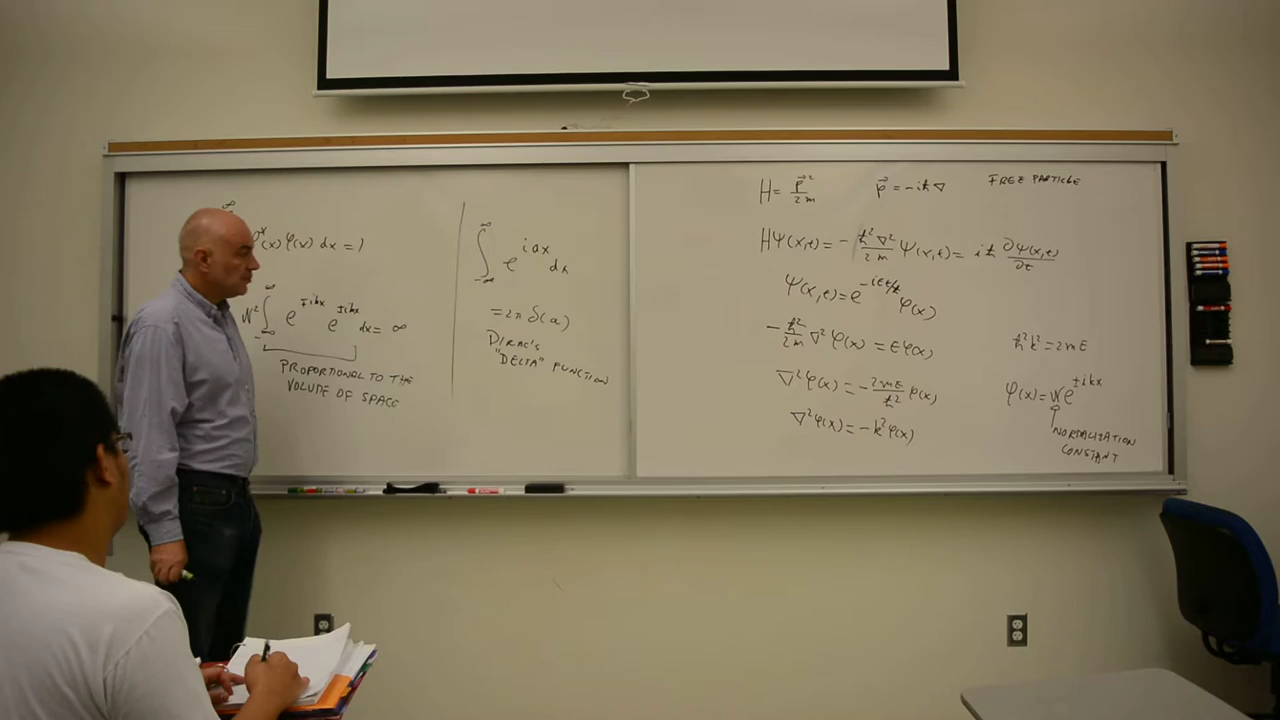 ∞
φ*(x) φ(x) dx = 1
N² ∫_{-∞}^{∞} e^{∓ikx} e^{±ikx} dx = ∞
PROPORTIONAL TO THE
VOLUME OF SPACE
∫_{-∞}^{∞} e^{iax} dx
= 2π δ(a)
DIRAC'S
"DELTA" FUNCTION
H = p⃗²/2m   p⃗ = -iħ∇   FREE PARTICLE
HΨ(x,t) = -ħ²∇²/2m Ψ(x,t) = iħ ∂Ψ(x,t)/∂t
Ψ(x,t) = e^{-iEt/ħ} φ(x)
-ħ²/2m ∇²φ(x) = Eφ(x)   ħ²k² = 2mE
∇²φ(x) = -2mE/ħ² φ(x)   φ(x) = Ne^{±ikx}
∇²φ(x) = -k²φ(x)
NORMALIZATION
CONSTANT